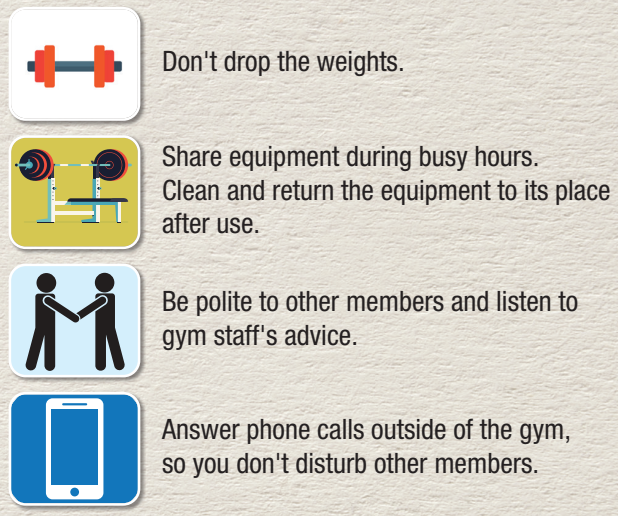 Don't drop the weights.
Share equipment during busy hours.
Clean and return the equipment to its place
after use.
Be polite to other members and listen to
gym staff's advice.
Answer phone calls outside of the gym,
so you don't disturb other members.